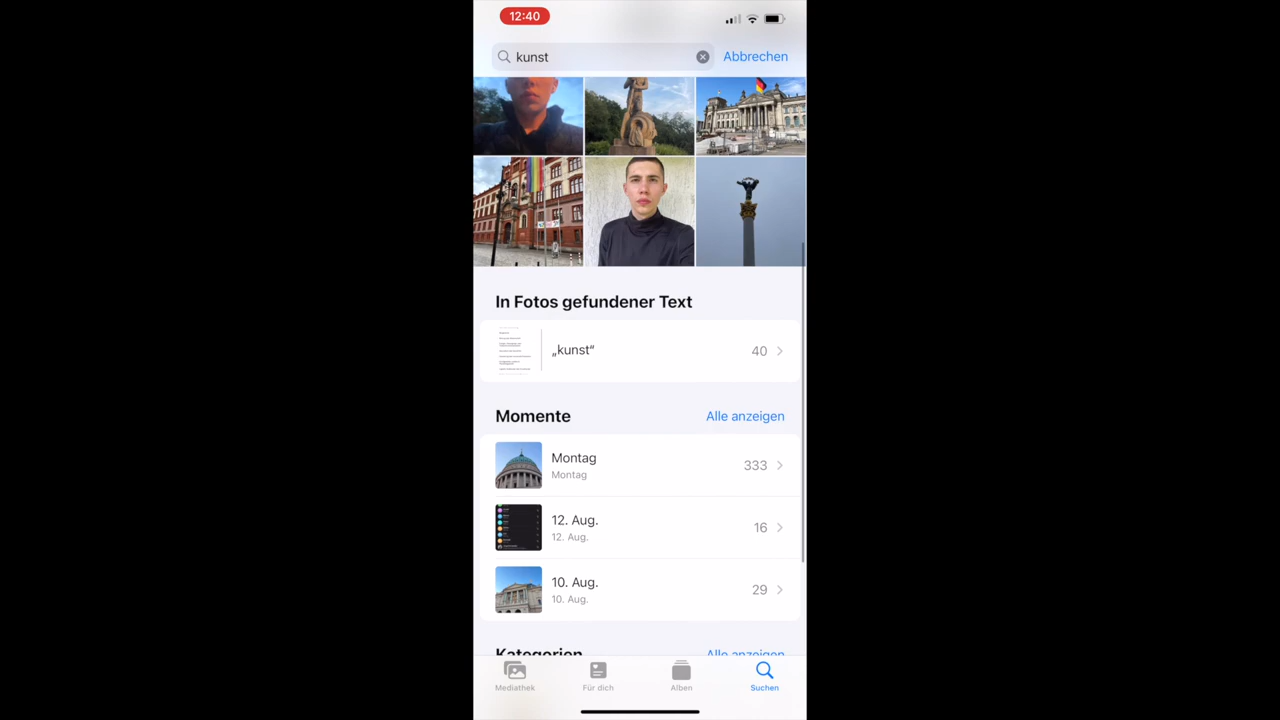 12:40
kunst
Abbrechen
In Fotos gefundener Text
„kunst“
40
Momente
Alle anzeigen
Montag
Montag
333
12. Aug.
12. Aug.
16
10. Aug.
10. Aug.
29
Kategorien
Alle anzeigen
Mediathek
Für dich
Alben
Suchen